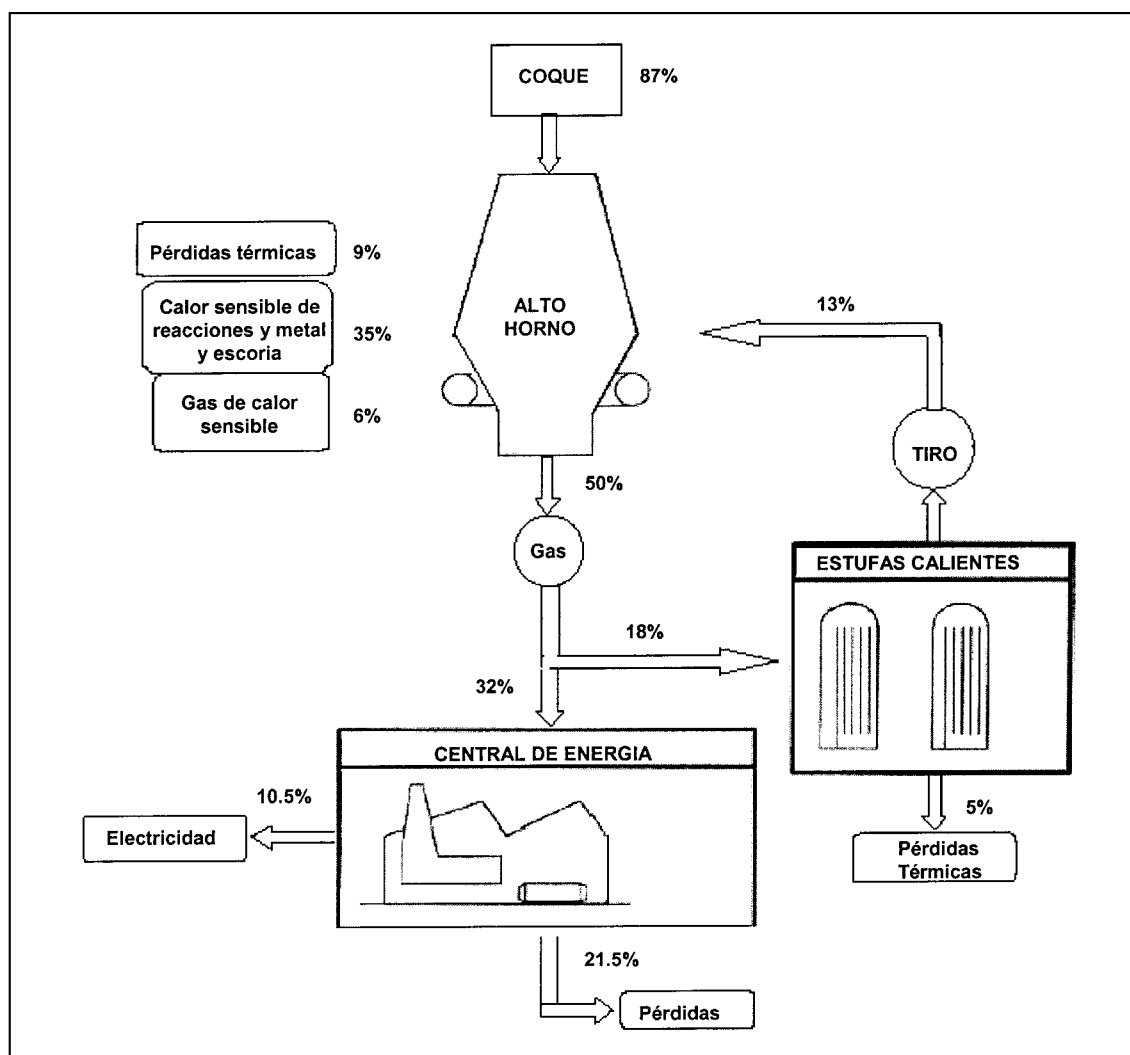 COQUE
87%
Pérdidas térmicas
9%
Calor sensible de
reacciones y metal
y escoria
35%
Gas de calor
sensible
6%
ALTO
HORNO
13%
TIRO
50%
Gas
ESTUFAS CALIENTES
18%
32%
CENTRAL DE ENERGIA
10.5%
Electricidad
5%
Pérdidas
Térmicas
21.5%
Pérdidas